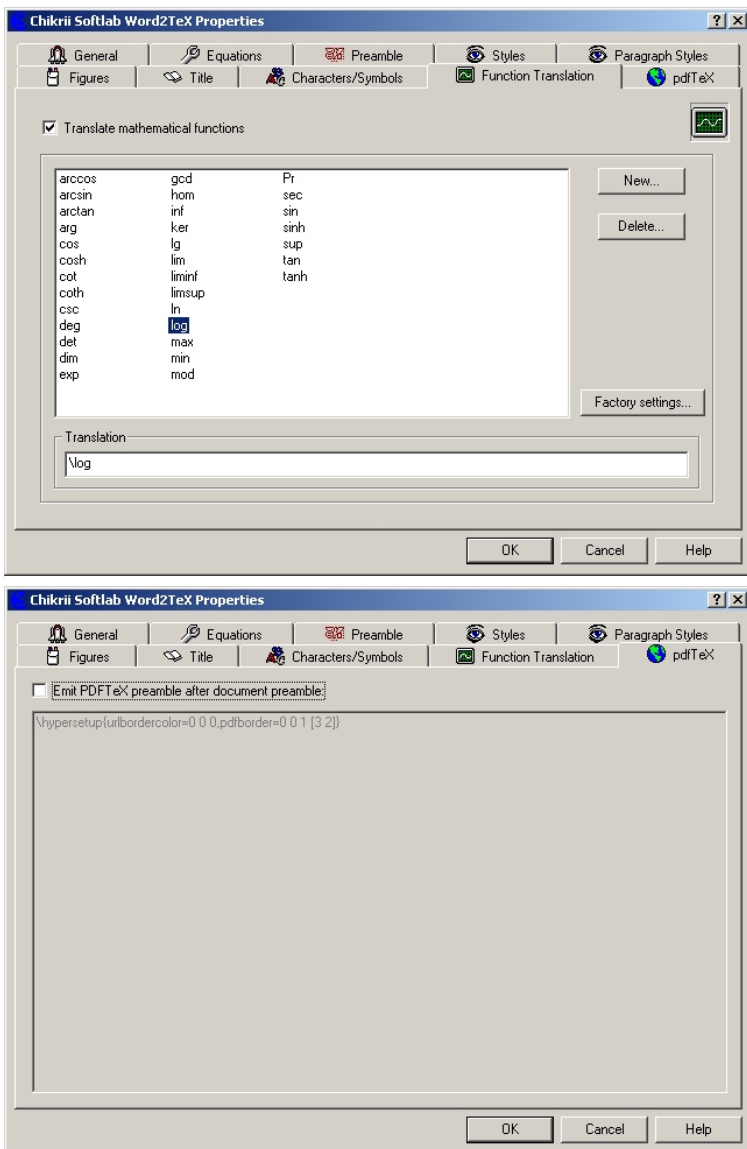 Chikrii Softlab Word2TeX Properties
General Equations Preamble Styles Paragraph Styles
Figures Title Characters/Symbols Function Translation pdfTeX
Translate mathematical functions
arccos gcd Pr
arcsin hom sec
arctan inf sin
arg ker sinh
cos lg sup
cosh lim tan
cot liminf tanh
coth limsup
csc ln
deg log
det max
dim min
exp mod
New...
Delete...
Factory settings...
Translation
\log
OK Cancel Help
Chikrii Softlab Word2TeX Properties
General Equations Preamble Styles Paragraph Styles
Figures Title Characters/Symbols Function Translation pdfTeX
Emit PDFTeX preamble after document preamble:
\hypersetup{urlbordercolor=0 0 0,pdfborder=0 0 1 [3 2]}
OK Cancel Help